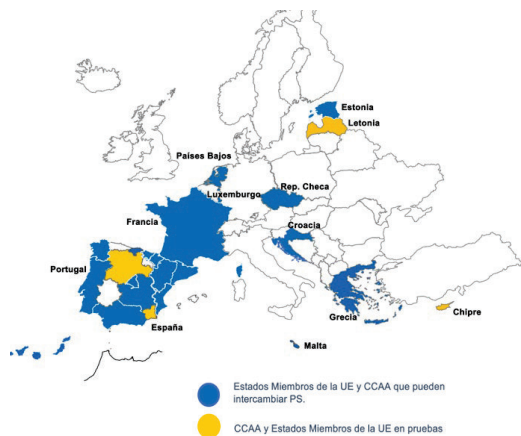 Estonia
Letonia
Países Bajos
Luxemburgo
Rep. Checa
Francia
Croacia
Portugal
España
Grecia
Chipre
Malta
Estados Miembros de la UE y CCAA que pueden
intercambiar PS.
CCAA y Estados Miembros de la UE en pruebas